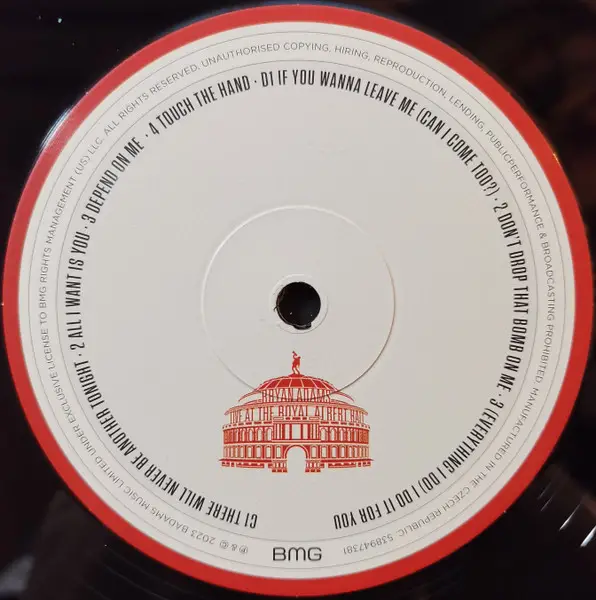 ℗ & © 2023 BADAMS MUSIC LIMITED UNDER EXCLUSIVE LICENSE TO BMG RIGHTS MANAGEMENT (US) LLC. ALL RIGHTS RESERVED, UNAUTHORISED COPYING, HIRING, REPRODUCTION, LENDING, PUBLICPERFORMANCE & BROADCASTING PROHIBITED. MANUFACTURED IN THE CZECH REPUBLIC. 538947381
C1 THERE WILL NEVER BE ANOTHER TONIGHT · 2 ALL I WANT IS YOU · 3 DEPEND ON ME · 4 TOUCH THE HAND · D1 IF YOU WANNA LEAVE ME (CAN I COME TOO?) · 2 DON'T DROP THAT BOMB ON ME · 3 (EVERYTHING I DO) I DO IT FOR YOU
BRYAN ADAMS
LIVE AT THE ROYAL ALBERT HALL
BMG